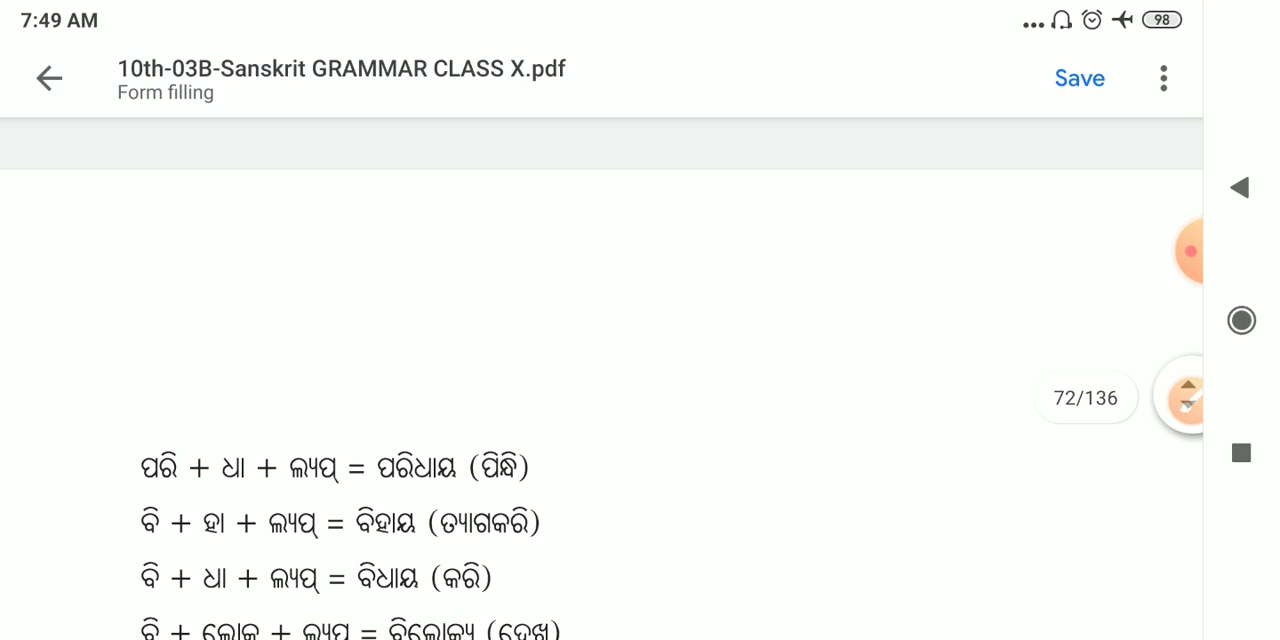 7:49 AM
98
10th-03B-Sanskrit GRAMMAR CLASS X.pdf
Form filling
Save
72/136
ପରି + ଧା + ଲ୍ୟପ୍ = ପରିଧାୟ (ପିନ୍ଧି)
ବି + ହା + ଲ୍ୟପ୍ = ବିହାୟ (ତ୍ୟାଗକରି)
ବି + ଧା + ଲ୍ୟପ୍ = ବିଧାୟ (କରି)
ବି + ଲୋକ୍ + ଲ୍ୟପ୍ = ବିଲୋକ୍ୟ (ଦେଖି)